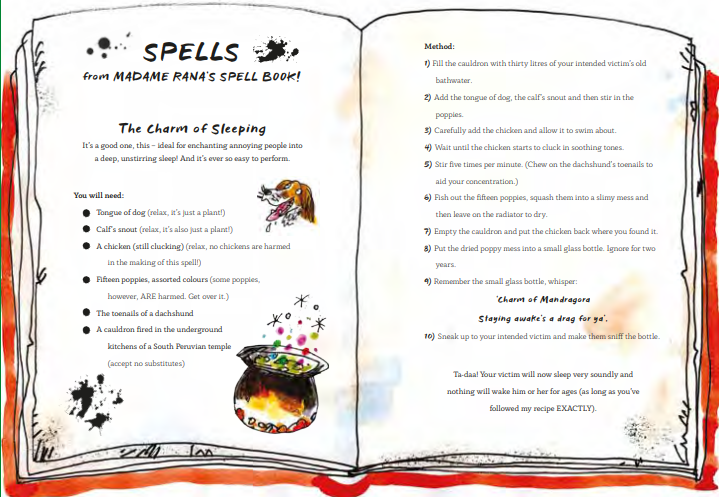 SPELLS
from MADAME RANA'S SPELL BOOK!
The Charm of Sleeping
It's a good one, this – ideal for enchanting annoying people into
a deep, unstirring sleep! And it's ever so easy to perform.
You will need:
● Tongue of dog (relax, it's just a plant!)
● Calf's snout (relax, it's also just a plant!)
● A chicken (still clucking) (relax, no chickens are harmed
in the making of this spell!)
● Fifteen poppies, assorted colours (some poppies,
however, ARE harmed. Get over it.)
● The toenails of a dachshund
● A cauldron fired in the underground
kitchens of a South Peruvian temple
(accept no substitutes)
Method:
1) Fill the cauldron with thirty litres of your intended victim's old
bathwater.
2) Add the tongue of dog, the calf's snout and then stir in the
poppies.
3) Carefully add the chicken and allow it to swim about.
4) Wait until the chicken starts to cluck in soothing tones.
5) Stir five times per minute. (Chew on the dachshund's toenails to
aid your concentration.)
6) Fish out the fifteen poppies, squash them into a slimy mess and
then leave on the radiator to dry.
7) Empty the cauldron and put the chicken back where you found it.
8) Put the dried poppy mess into a small glass bottle. Ignore for two
years.
9) Remember the small glass bottle, whisper:
'Charm of Mandragora
Staying awake's a drag for ya'.
10) Sneak up to your intended victim and make them sniff the bottle.
Ta-daa! Your victim will now sleep very soundly and
nothing will wake him or her for ages (as long as you've
followed my recipe EXACTLY).